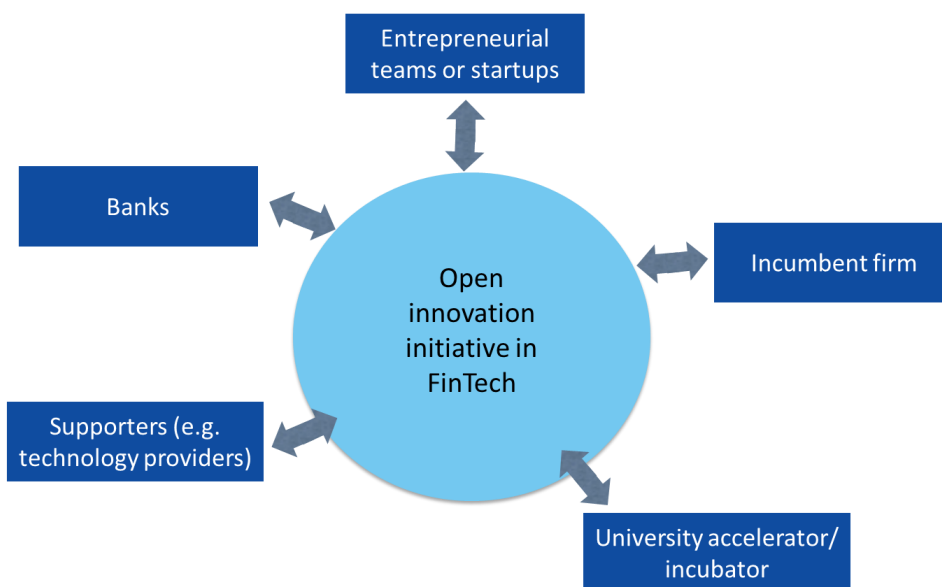 Entrepreneurial
teams or startups
Banks
Incumbent firm
Open
innovation
initiative in
FinTech
Supporters (e.g.
technology providers)
University accelerator/
incubator